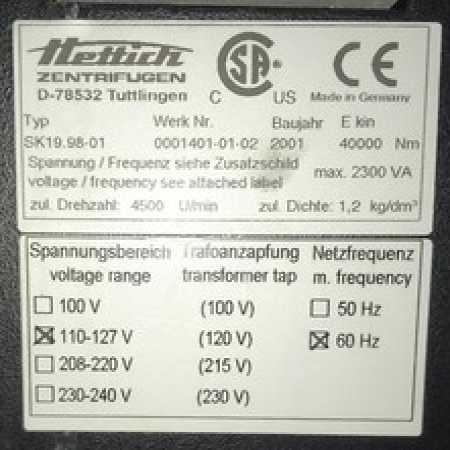 Hettich
ZENTRIFUGEN
D-78532 Tuttlingen
C SA US
CE
Made in Germany
Typ Werk Nr. Baujahr E kin
SK19.98-01 0001401-01-02 2001 40000 Nm
Spannung / Frequenz siehe Zusatzschild max. 2300 VA
voltage / frequency see attached label
zul. Drehzahl: 4500 U/min zul. Dichte: 1,2 kg/dm³
Spannungsbereich Trafoanzapfung Netzfrequenz
voltage range transformer tap m. frequency
☐ 100 V (100 V) ☐ 50 Hz
☒ 110-127 V (120 V) ☒ 60 Hz
☐ 208-220 V (215 V)
☐ 230-240 V (230 V)